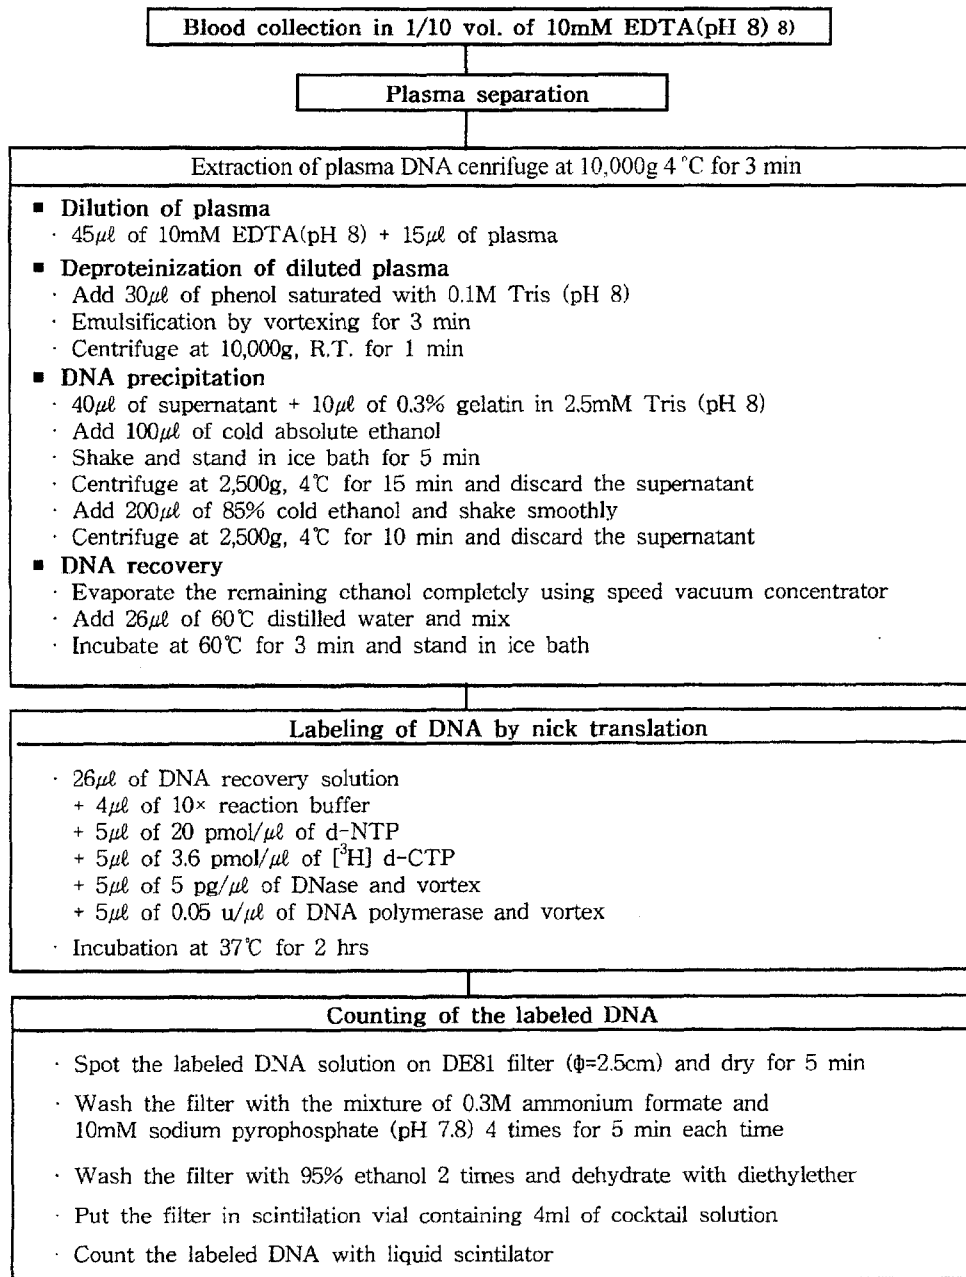 Blood collection in 1/10 vol. of 10mM EDTA(pH 8) 8)
Plasma separation
Extraction of plasma DNA cenrifuge at 10,000g 4 ℃ for 3 min
▪ Dilution of plasma
· 45㎕ of 10mM EDTA(pH 8) + 15㎕ of plasma
▪ Deproteinization of diluted plasma
· Add 30㎕ of phenol saturated with 0.1M Tris (pH 8)
· Emulsification by vortexing for 3 min
· Centrifuge at 10,000g, R.T. for 1 min
▪ DNA precipitation
· 40㎕ of supernatant + 10㎕ of 0.3% gelatin in 2.5mM Tris (pH 8)
· Add 100㎕ of cold absolute ethanol
· Shake and stand in ice bath for 5 min
· Centrifuge at 2,500g, 4℃ for 15 min and discard the supernatant
· Add 200㎕ of 85% cold ethanol and shake smoothly
· Centrifuge at 2,500g, 4℃ for 10 min and discard the supernatant
▪ DNA recovery
· Evaporate the remaining ethanol completely using speed vacuum concentrator
· Add 26㎕ of 60℃ distilled water and mix
· Incubate at 60℃ for 3 min and stand in ice bath
Labeling of DNA by nick translation
· 26㎕ of DNA recovery solution
+ 4㎕ of 10× reaction buffer
+ 5㎕ of 20 pmol/㎕ of d-NTP
+ 5㎕ of 3.6 pmol/㎕ of [³H] d-CTP
+ 5㎕ of 5 pg/㎕ of DNase and vortex
+ 5㎕ of 0.05 u/㎕ of DNA polymerase and vortex
· Incubation at 37℃ for 2 hrs
Counting of the labeled DNA
· Spot the labeled DNA solution on DE81 filter (Φ=2.5cm) and dry for 5 min
· Wash the filter with the mixture of 0.3M ammonium formate and
10mM sodium pyrophosphate (pH 7.8) 4 times for 5 min each time
· Wash the filter with 95% ethanol 2 times and dehydrate with diethylether
· Put the filter in scintilation vial containing 4ml of cocktail solution
· Count the labeled DNA with liquid scintilator